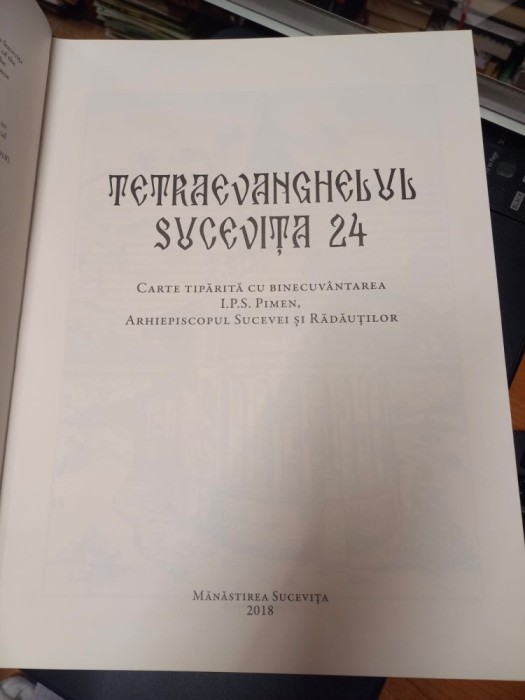 TETRAEVANGHELUL
SUCEVIȚA 24
CARTE TIPĂRITĂ CU BINECUVÂNTAREA
I.P.S. PIMEN,
ARHIEPISCOPUL SUCEVEI ȘI RĂDĂUȚILOR
MĂNĂSTIREA SUCEVIȚA
2018